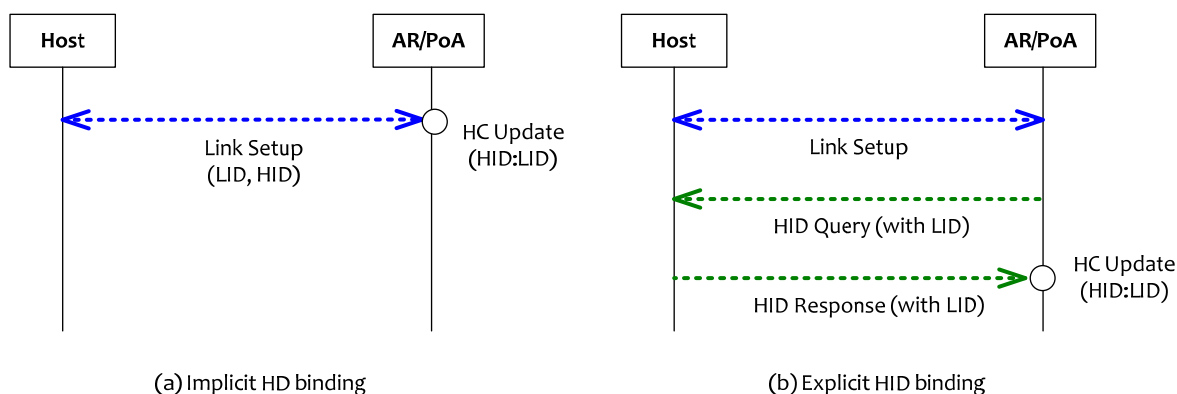 Host
AR/PoA
Link Setup
(LID, HID)
HC Update
(HID:LID)
(a) Implicit HD binding
Host
AR/PoA
Link Setup
HID Query (with LID)
HID Response (with LID)
HC Update
(HID:LID)
(b) Explicit HID binding